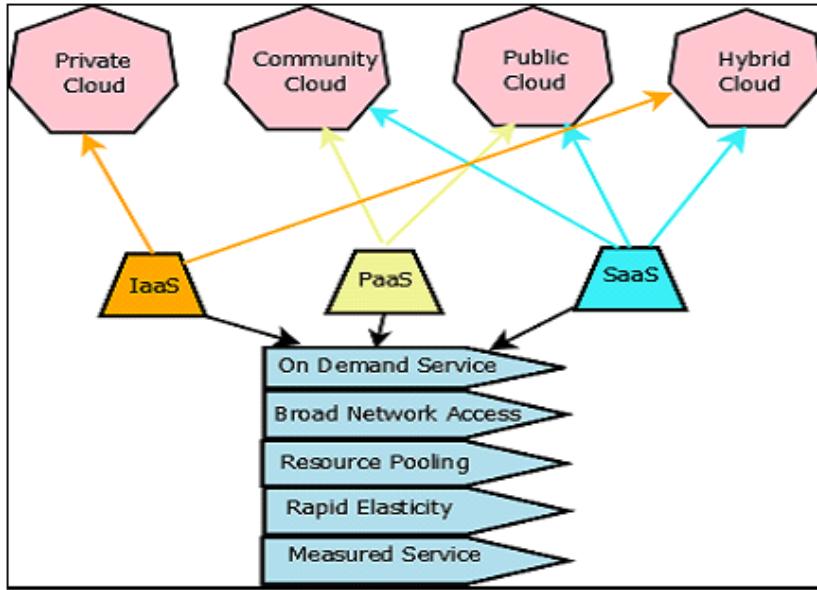 Private
Cloud
Community
Cloud
Public
Cloud
Hybrid
Cloud
IaaS
PaaS
SaaS
On Demand Service
Broad Network Access
Resource Pooling
Rapid Elasticity
Measured Service